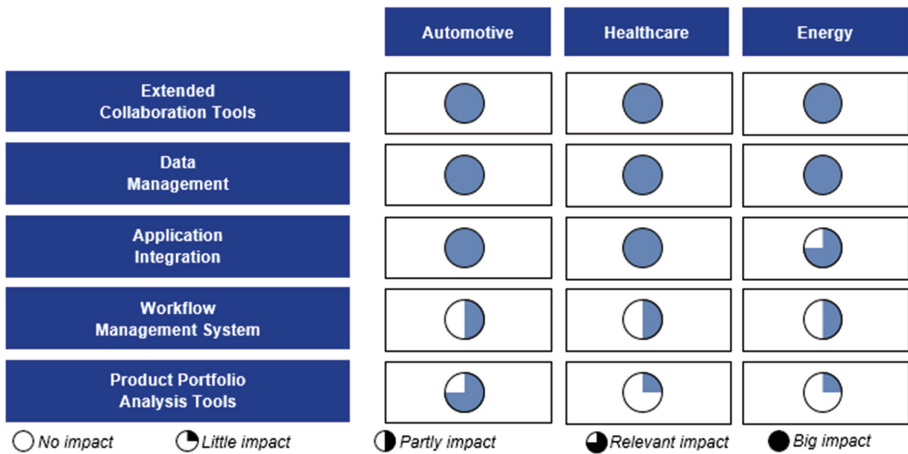 Automotive Healthcare Energy
Extended
Collaboration Tools
Data
Management
Application
Integration
Workflow
Management System
Product Portfolio
Analysis Tools
No impact Little impact Partly impact Relevant impact Big impact